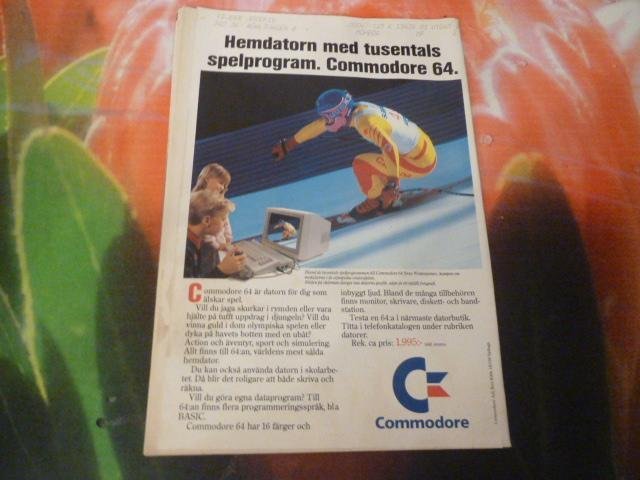 Hemdatorn med tusentals
spelprogram. Commodore 64.
Commodore 64 är datorn för dig som
älskar spel.
Vill du jaga skurkar i rymden eller vara
hjälte på tufft uppdrag i djungeln? Vill du
vinna guld i dom olympiska spelen eller
dyka på havets botten med en ubåt?
Action och äventyr, sport och simulering.
Allt finns till 64:an, världens mest sålda
hemdator.
Du kan också använda datorn i skolarbe-
tet. Då blir det roligare att både skriva och
räkna.
Vill du göra egna dataprogram? Till
64:an finns flera programmeringsspråk, bl a
BASIC.
Commodore 64 har 16 färger och
inbyggt ljud. Bland de många tillbehören
finns monitor, skrivare, diskett- och band-
station.
Testa en 64:a i närmaste datorbutik.
Titta i telefonkatalogen under rubriken
datorer.
Rek. ca pris: 1.995:-
Commodore